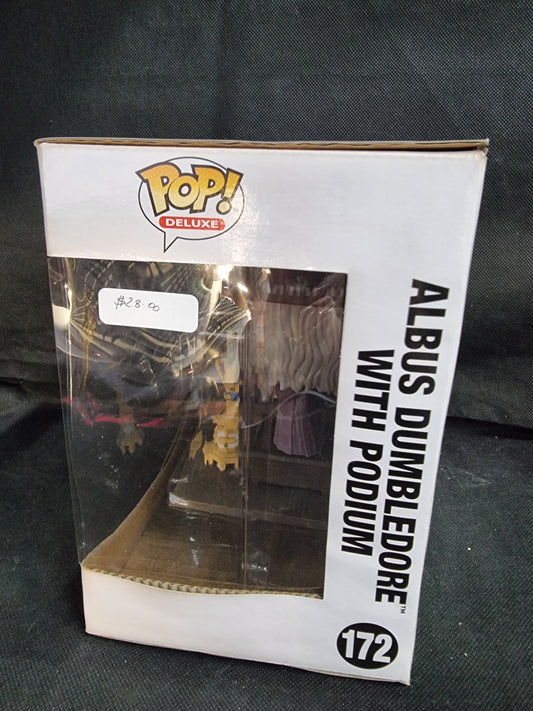 POP!
DELUXE
$28.00
ALBUS DUMBLEDORE™
WITH PODIUM
172